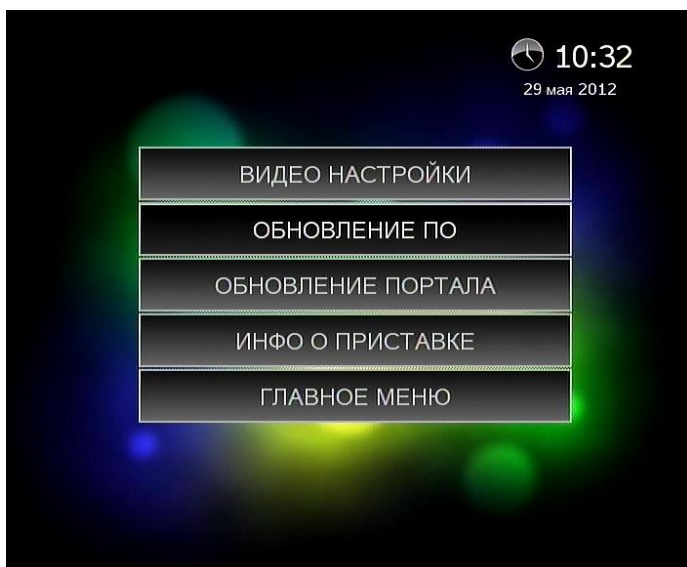 10:32
29 мая 2012
ВИДЕО НАСТРОЙКИ
ОБНОВЛЕНИЕ ПО
ОБНОВЛЕНИЕ ПОРТАЛА
ИНФО О ПРИСТАВКЕ
ГЛАВНОЕ МЕНЮ